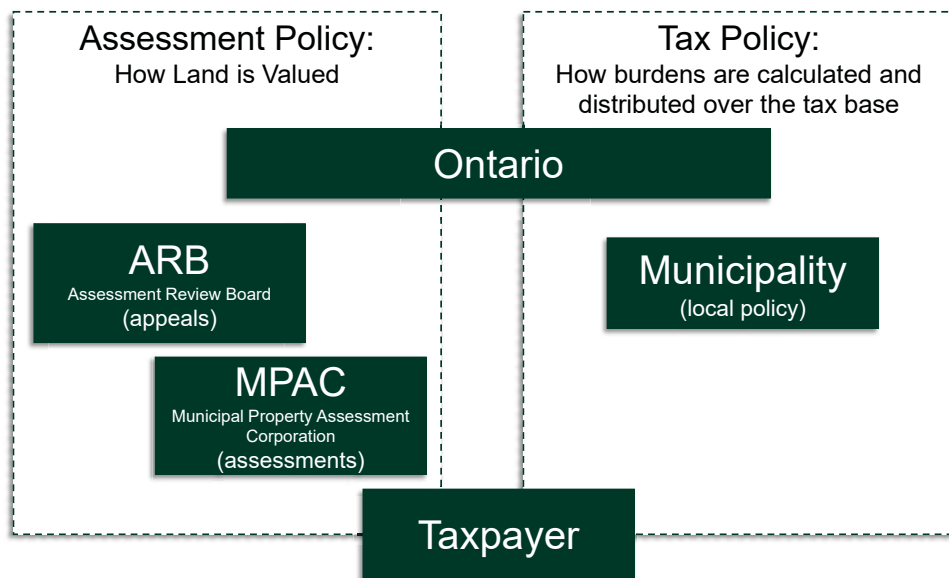 Assessment Policy:
How Land is Valued
Tax Policy:
How burdens are calculated and
distributed over the tax base
Ontario
ARB
Assessment Review Board
(appeals)
Municipality
(local policy)
MPAC
Municipal Property Assessment
Corporation
(assessments)
Taxpayer